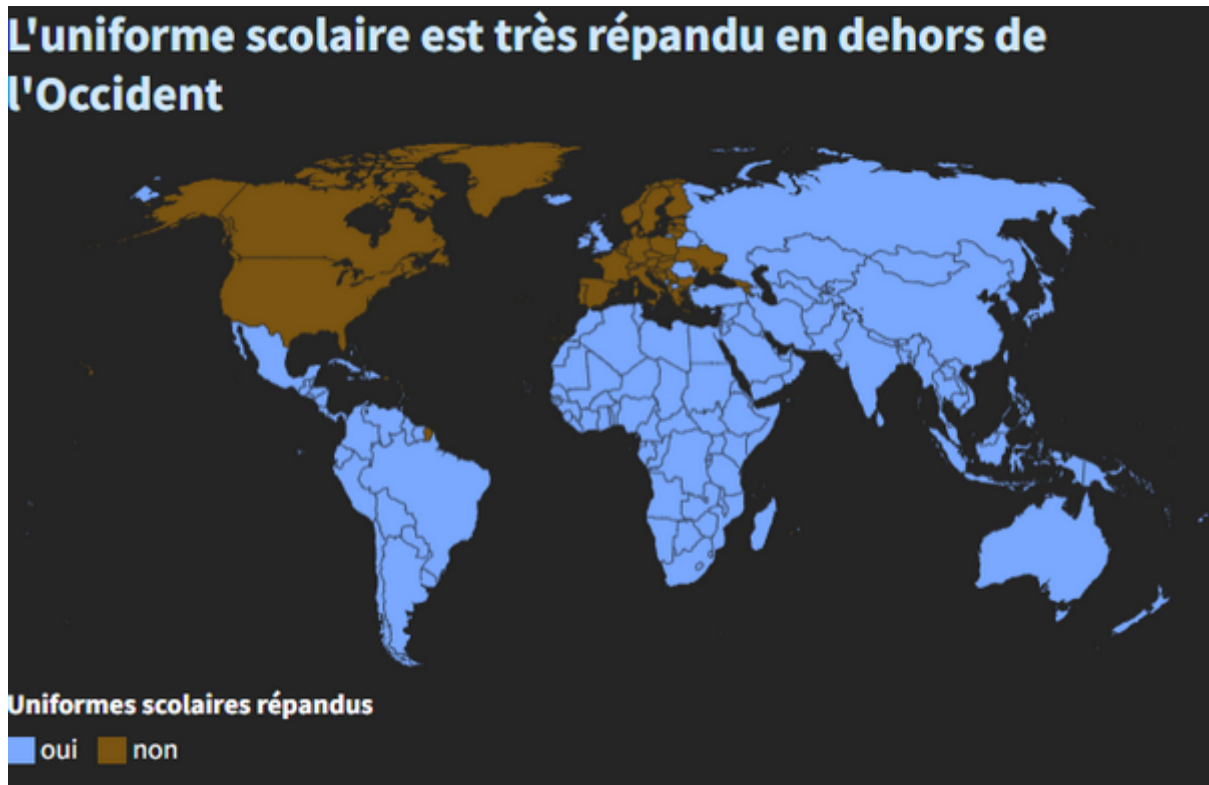 L'uniforme scolaire est très répandu en dehors de
l'Occident
Uniformes scolaires répandus
oui
non